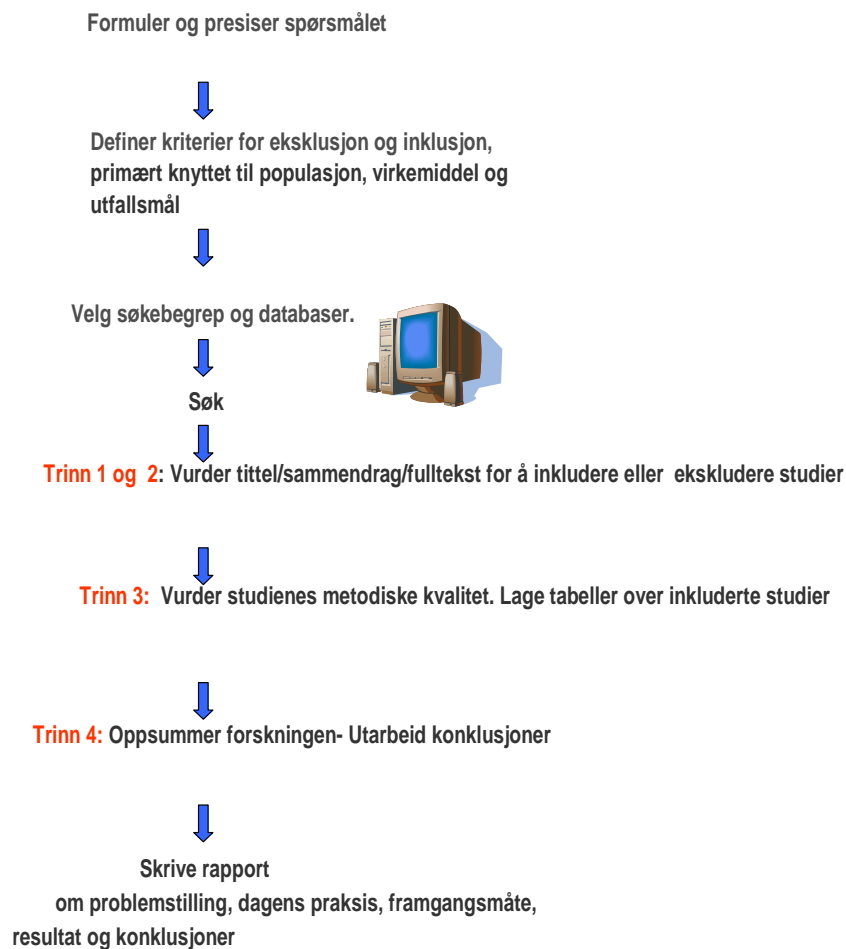 Formuler og presiser spørsmålet
Definer kriterier for eksklusjon og inklusjon,
primært knyttet til populasjon, virkemiddel og
utfallsmål
Velg søkebegrep og databaser.
Søk
Trinn 1 og 2: Vurder tittel/sammendrag/fulltekst for å inkludere eller ekskludere studier
Trinn 3: Vurder studienes metodiske kvalitet. Lage tabeller over inkluderte studier
Trinn 4: Oppsummer forskningen- Utarbeid konklusjoner
Skrive rapport
om problemstilling, dagens praksis, framgangsmåte,
resultat og konklusjoner